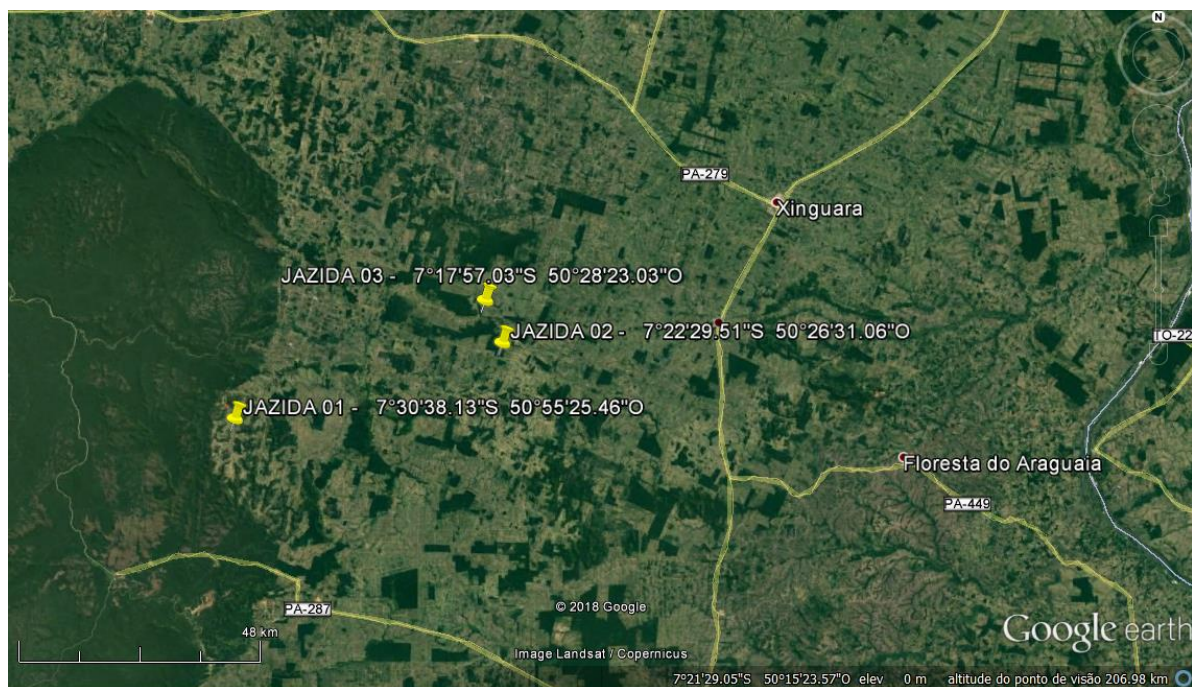 N
PA-279
Xinguara
JAZIDA 03 - 7°17'57.03"S 50°28'23.03"O
JAZIDA 02 - 7°22'29.51"S 50°26'31.06"O
TO-22
JAZIDA 01 - 7°30'38.13"S 50°55'25.46"O
Floresta do Araguaia
PA-449
PA-287
© 2018 Google
48 km
Google earth
Image Landsat / Copernicus
7°21'29.05"S 50°15'23.57"O elev 0 m altitude do ponto de visão 206.98 km